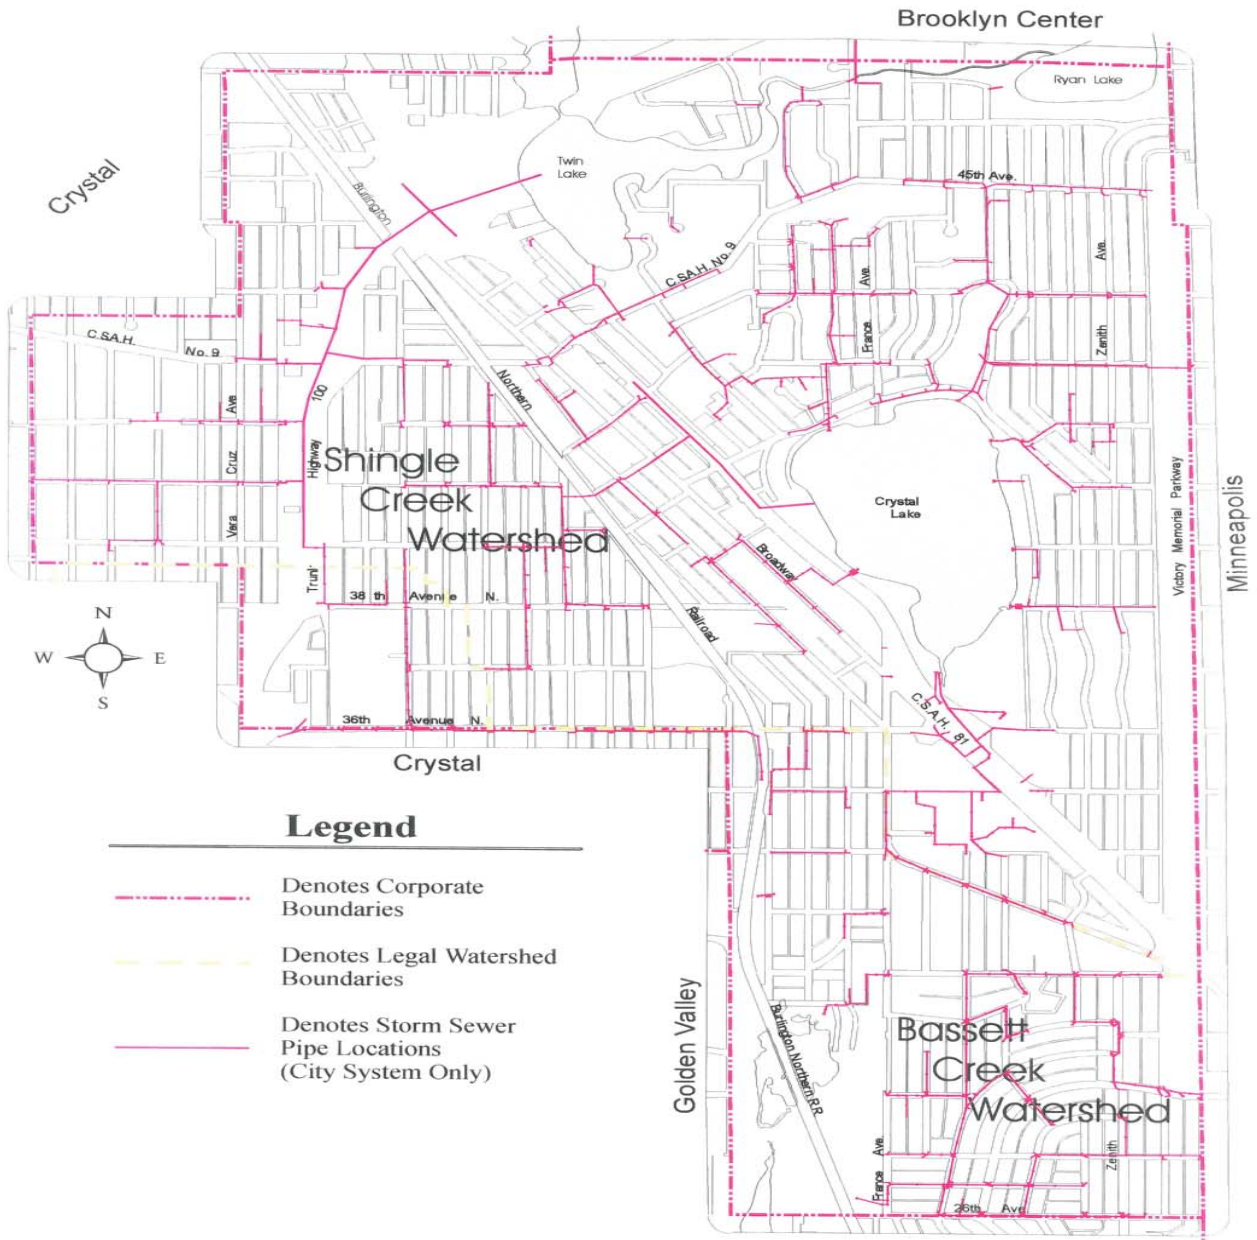 Brooklyn Center
Ryan Lake
Twin
Lake
Crystal
45th Ave.
Burlington
C.S.A.H. No. 9
Ave.
France
Ave.
Zenith
C.S.A.H. No. 9
Northern
100
Highway
Ave
Cruz
Vera
Shingle
Creek
Watershed
Crystal
Lake
Victory Memorial Parkway
Minneapolis
Broadway
Trunk
38 th Avenue N.
Railroad
N
W E
S
36th Avenue N.
C.S.A.H. 81
Crystal
Legend
Denotes Corporate
Boundaries
Denotes Legal Watershed
Boundaries
Denotes Storm Sewer
Pipe Locations
(City System Only)
Golden Valley
Burlington Northern R.R
Bassett
Creek
Watershed
France Ave.
Zenith
26th Ave